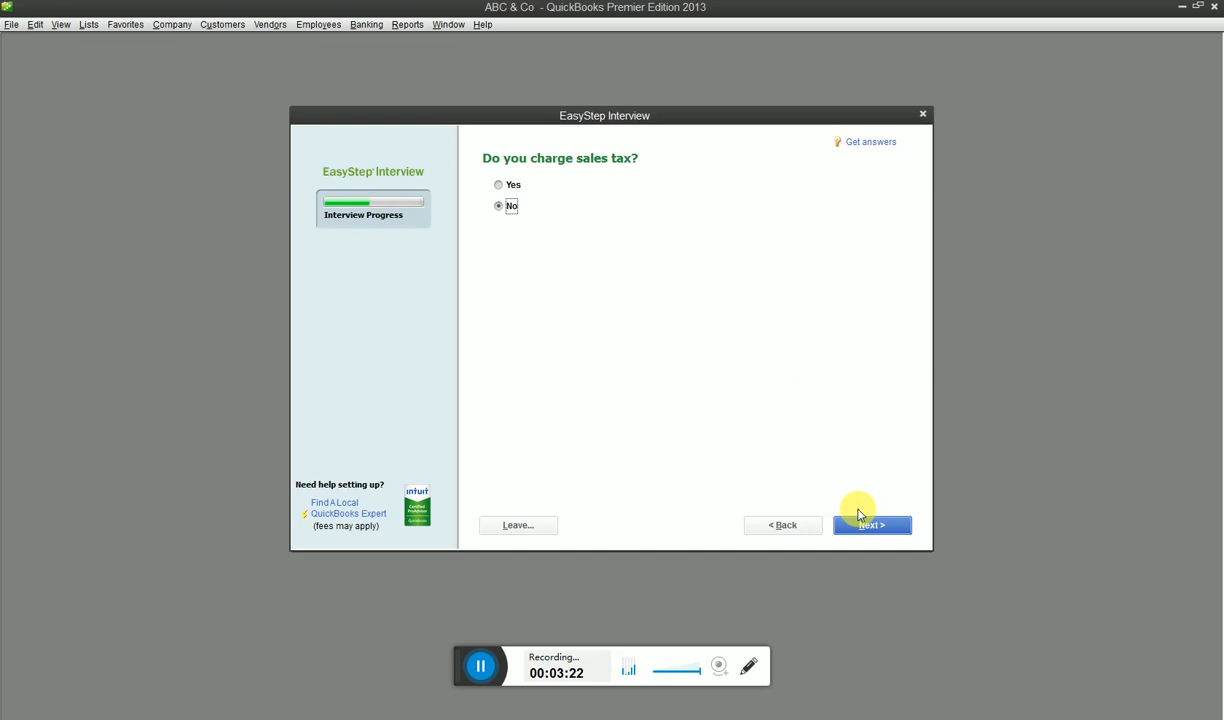 ABC & Co - QuickBooks Premier Edition 2013
File Edit View Lists Favorites Company Customers Vendors Employees Banking Reports Window Help
EasyStep Interview
Get answers
EasyStep Interview
Interview Progress
Do you charge sales tax?
Yes
No
Need help setting up?
Find A Local
QuickBooks Expert
(fees may apply)
intuit
Leave...
< Back
Next >
Recording...
00:03:22